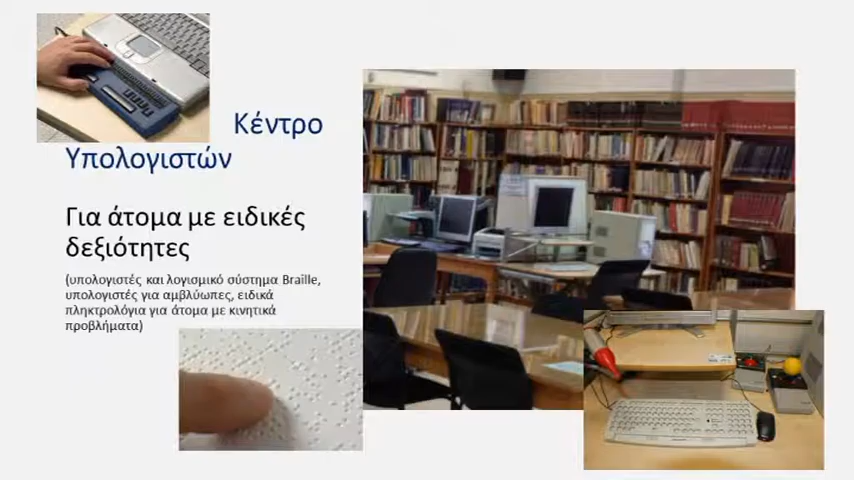 Κέντρο
Υπολογιστών
Για άτομα με ειδικές
δεξιότητες
(υπολογιστές και λογισμικό σύστημα Braille,
υπολογιστές για αμβλύωπες, ειδικά
πληκτρολόγια για άτομα με κινητικά
προβλήματα)